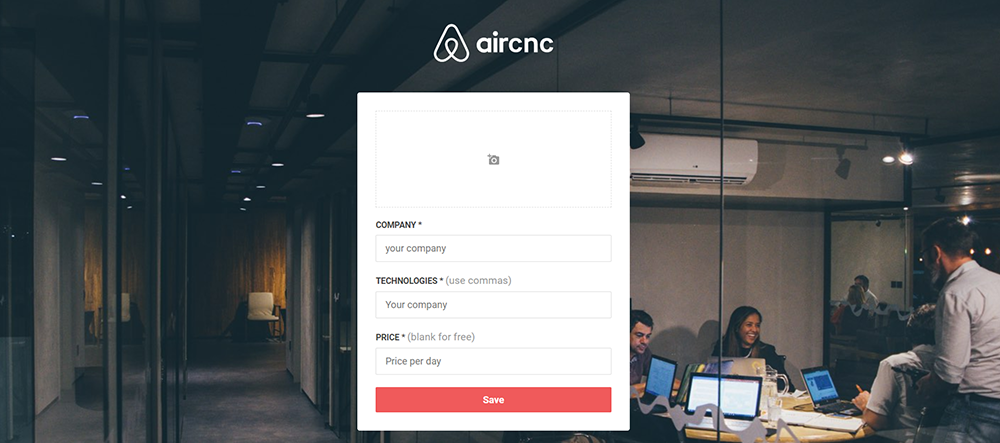 aircnc
COMPANY *
your company
TECHNOLOGIES * (use commas)
Your company
PRICE * (blank for free)
Price per day
Save